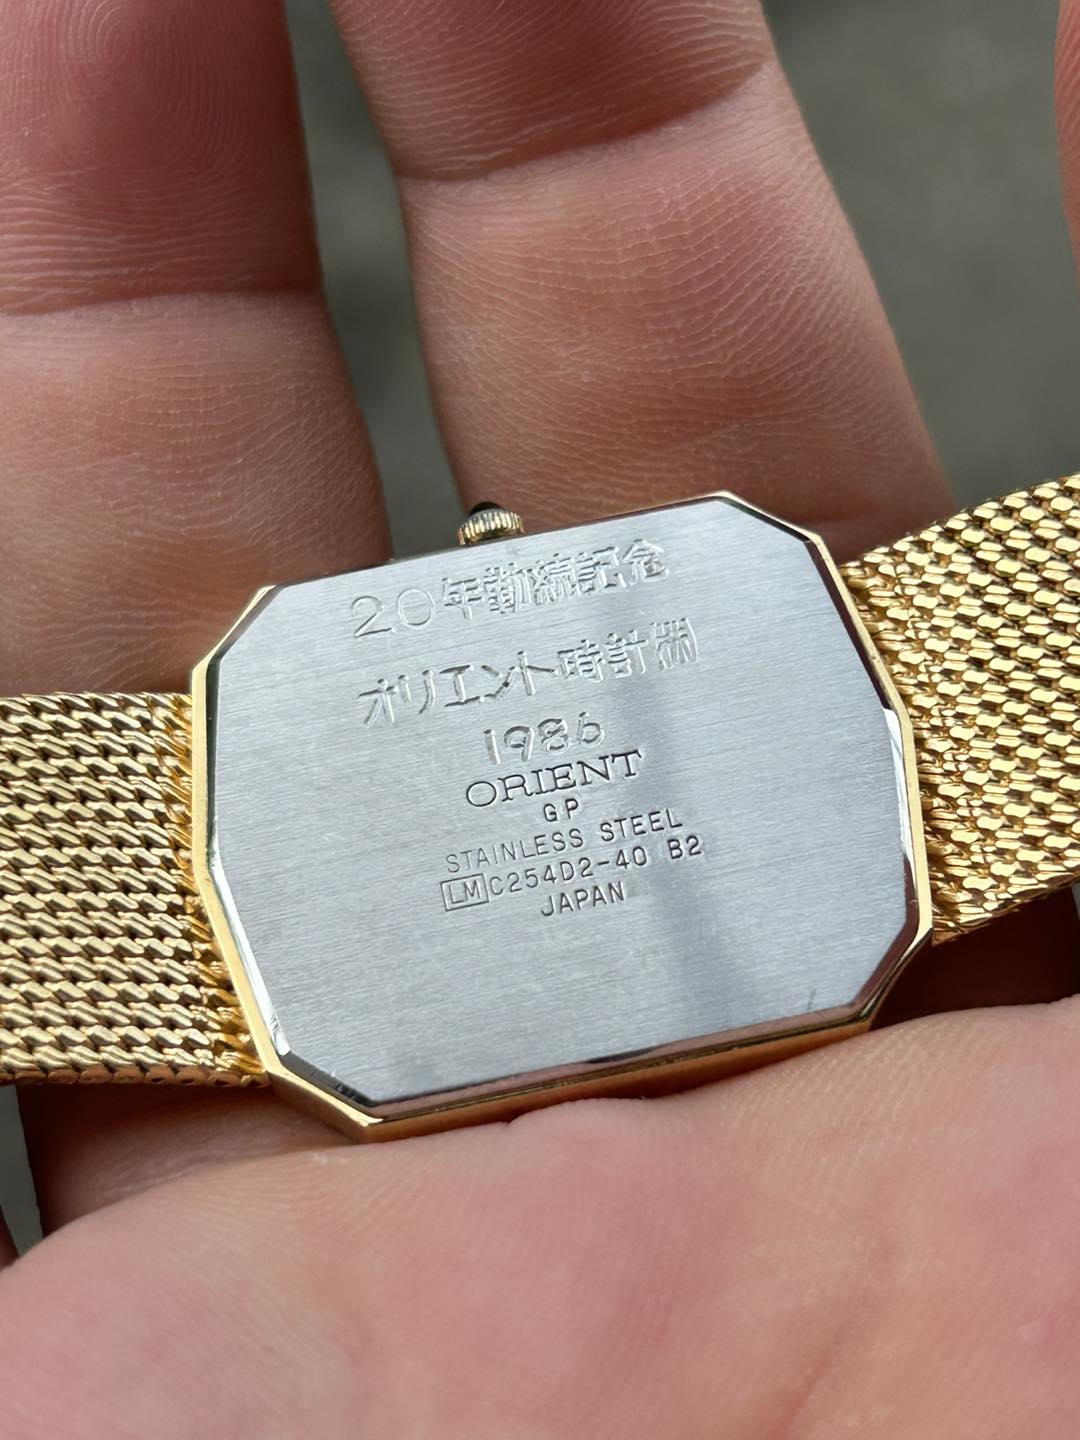 20年勤続記念
オリエント時計㈱
1986
ORIENT
GP
STAINLESS STEEL
LM C254D2-40 B2
JAPAN